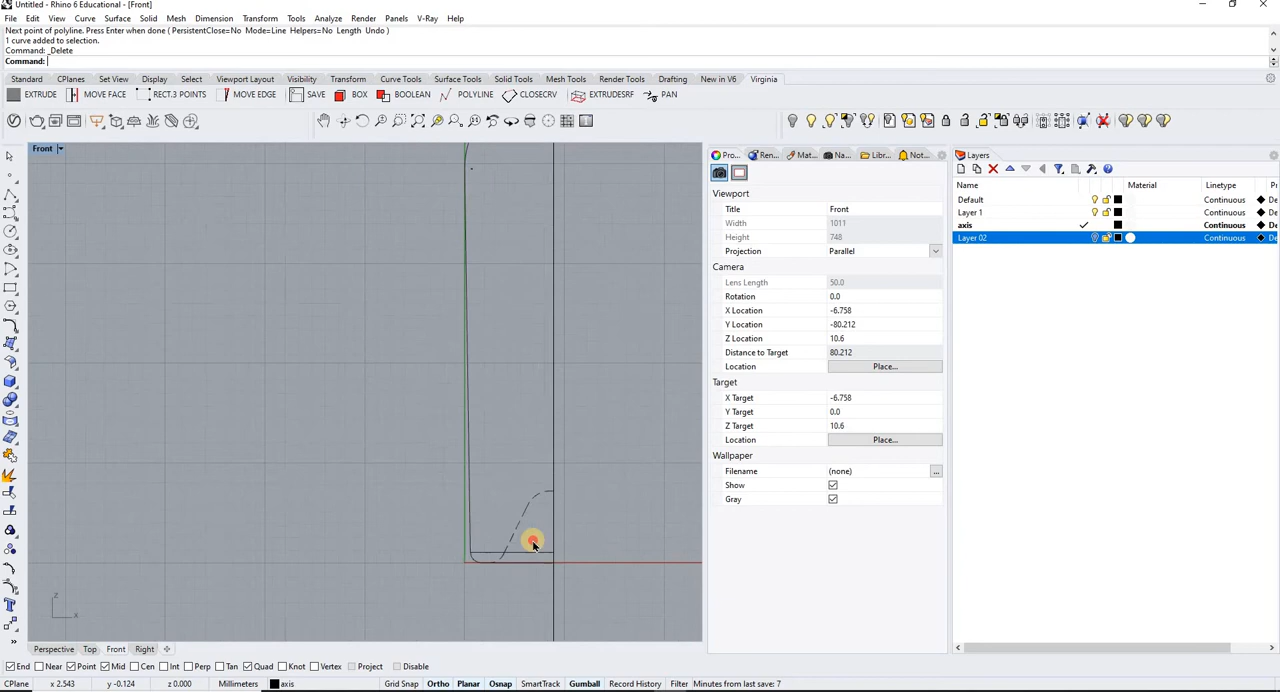 Untitled - Rhino 6 Educational - [Front]
File Edit View Curve Surface Solid Mesh Dimension Transform Tools Analyze Render Panels V-Ray Help
Next point of polyline. Press Enter when done ( PersistentClose=No Mode=Line Helpers=No Length Undo )
1 curve added to selection.
Command: _Delete
Command:
Standard CPlanes Set View Display Select Viewport Layout Visibility Transform Curve Tools Surface Tools Solid Tools Mesh Tools Render Tools Drafting New in V6 Virginia
EXTRUDE MOVE FACE RECT.3 POINTS MOVE EDGE SAVE BOX BOOLEAN POLYLINE CLOSECRV EXTRUDESRF PAN
Front
Pro... Ren... Mat... Na... Libr... Not...
Viewport
Title Front
Width 1011
Height 748
Projection Parallel
Camera
Lens Length 50.0
Rotation 0.0
X Location -6.758
Y Location -80.212
Z Location 10.6
Distance to Target 80.212
Location Place...
Target
X Target -6.758
Y Target 0.0
Z Target 10.6
Location Place...
Wallpaper
Filename (none) ...
Show
Gray
Layers
Name Material Linetype Pr
Default Continuous De
Layer 1 Continuous De
axis Continuous De
Layer 02 Continuous De
z
x
Perspective Top Front Right
End Near Point Mid Cen Int Perp Tan Quad Knot Vertex Project Disable
CPlane x 2.543 y -0.124 z 0.000 Millimeters axis Grid Snap Ortho Planar Osnap SmartTrack Gumball Record History Filter Minutes from last save: 7